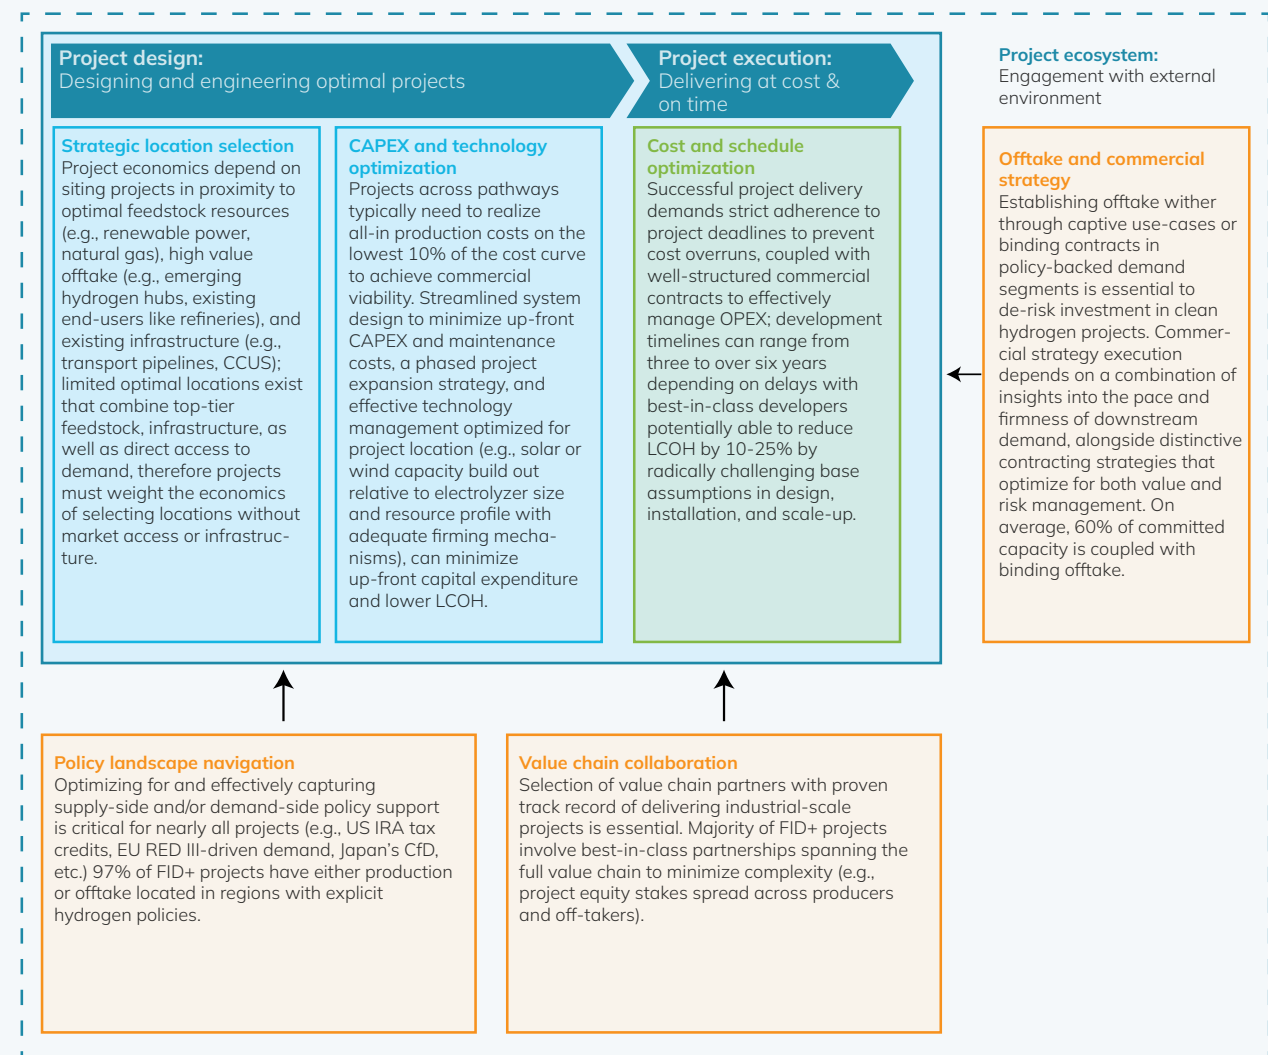 Project design:
Designing and engineering optimal projects
Project execution:
Delivering at cost &
on time
Project ecosystem:
Engagement with external
environment
Strategic location selection
Project economics depend on
siting projects in proximity to
optimal feedstock resources
(e.g., renewable power,
natural gas), high value
offtake (e.g., emerging
hydrogen hubs, existing
end-users like refineries), and
existing infrastructure (e.g.,
transport pipelines, CCUS);
limited optimal locations exist
that combine top-tier
feedstock, infrastructure, as
well as direct access to
demand, therefore projects
must weight the economics
of selecting locations without
market access or infrastruc-
ture.
CAPEX and technology
optimization
Projects across pathways
typically need to realize
all-in production costs on the
lowest 10% of the cost curve
to achieve commercial
viability. Streamlined system
design to minimize up-front
CAPEX and maintenance
costs, a phased project
expansion strategy, and
effective technology
management optimized for
project location (e.g., solar or
wind capacity build out
relative to electrolyzer size
and resource profile with
adequate firming mecha-
nisms), can minimize
up-front capital expenditure
and lower LCOH.
Cost and schedule
optimization
Successful project delivery
demands strict adherence to
project deadlines to prevent
cost overruns, coupled with
well-structured commercial
contracts to effectively
manage OPEX; development
timelines can range from
three to over six years
depending on delays with
best-in-class developers
potentially able to reduce
LCOH by 10-25% by
radically challenging base
assumptions in design,
installation, and scale-up.
Offtake and commercial
strategy
Establishing offtake wither
through captive use-cases or
binding contracts in
policy-backed demand
segments is essential to
de-risk investment in clean
hydrogen projects. Commer-
cial strategy execution
depends on a combination of
insights into the pace and
firmness of downstream
demand, alongside distinctive
contracting strategies that
optimize for both value and
risk management. On
average, 60% of committed
capacity is coupled with
binding offtake.
Policy landscape navigation
Optimizing for and effectively capturing
supply-side and/or demand-side policy support
is critical for nearly all projects (e.g., US IRA tax
credits, EU RED III-driven demand, Japan's CfD,
etc.) 97% of FID+ projects have either production
or offtake located in regions with explicit
hydrogen policies.
Value chain collaboration
Selection of value chain partners with proven
track record of delivering industrial-scale
projects is essential. Majority of FID+ projects
involve best-in-class partnerships spanning the
full value chain to minimize complexity (e.g.,
project equity stakes spread across producers
and off-takers).